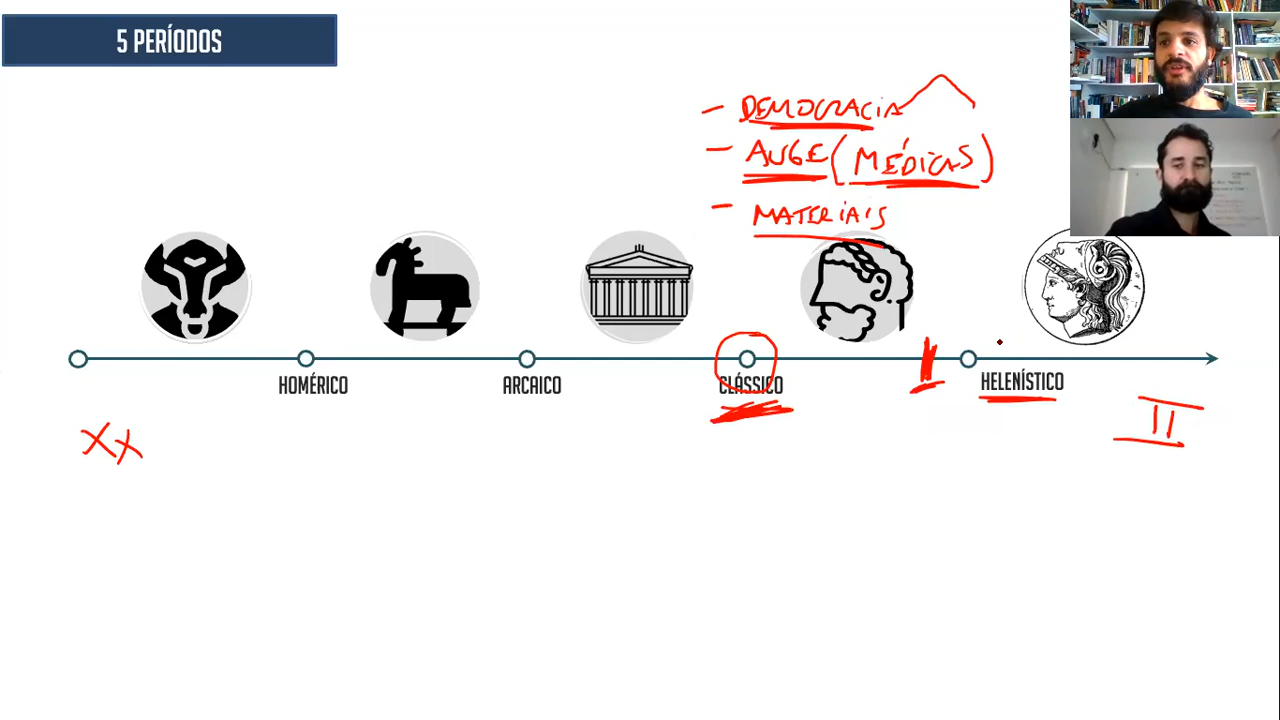 5 PERÍODOS
- DEMOCRACIA
- AUGE (MÉDICAS)
- MATERIAIS
HOMÉRICO
ARCAICO
CLÁSSICO
I
HELENÍSTICO
II
XX